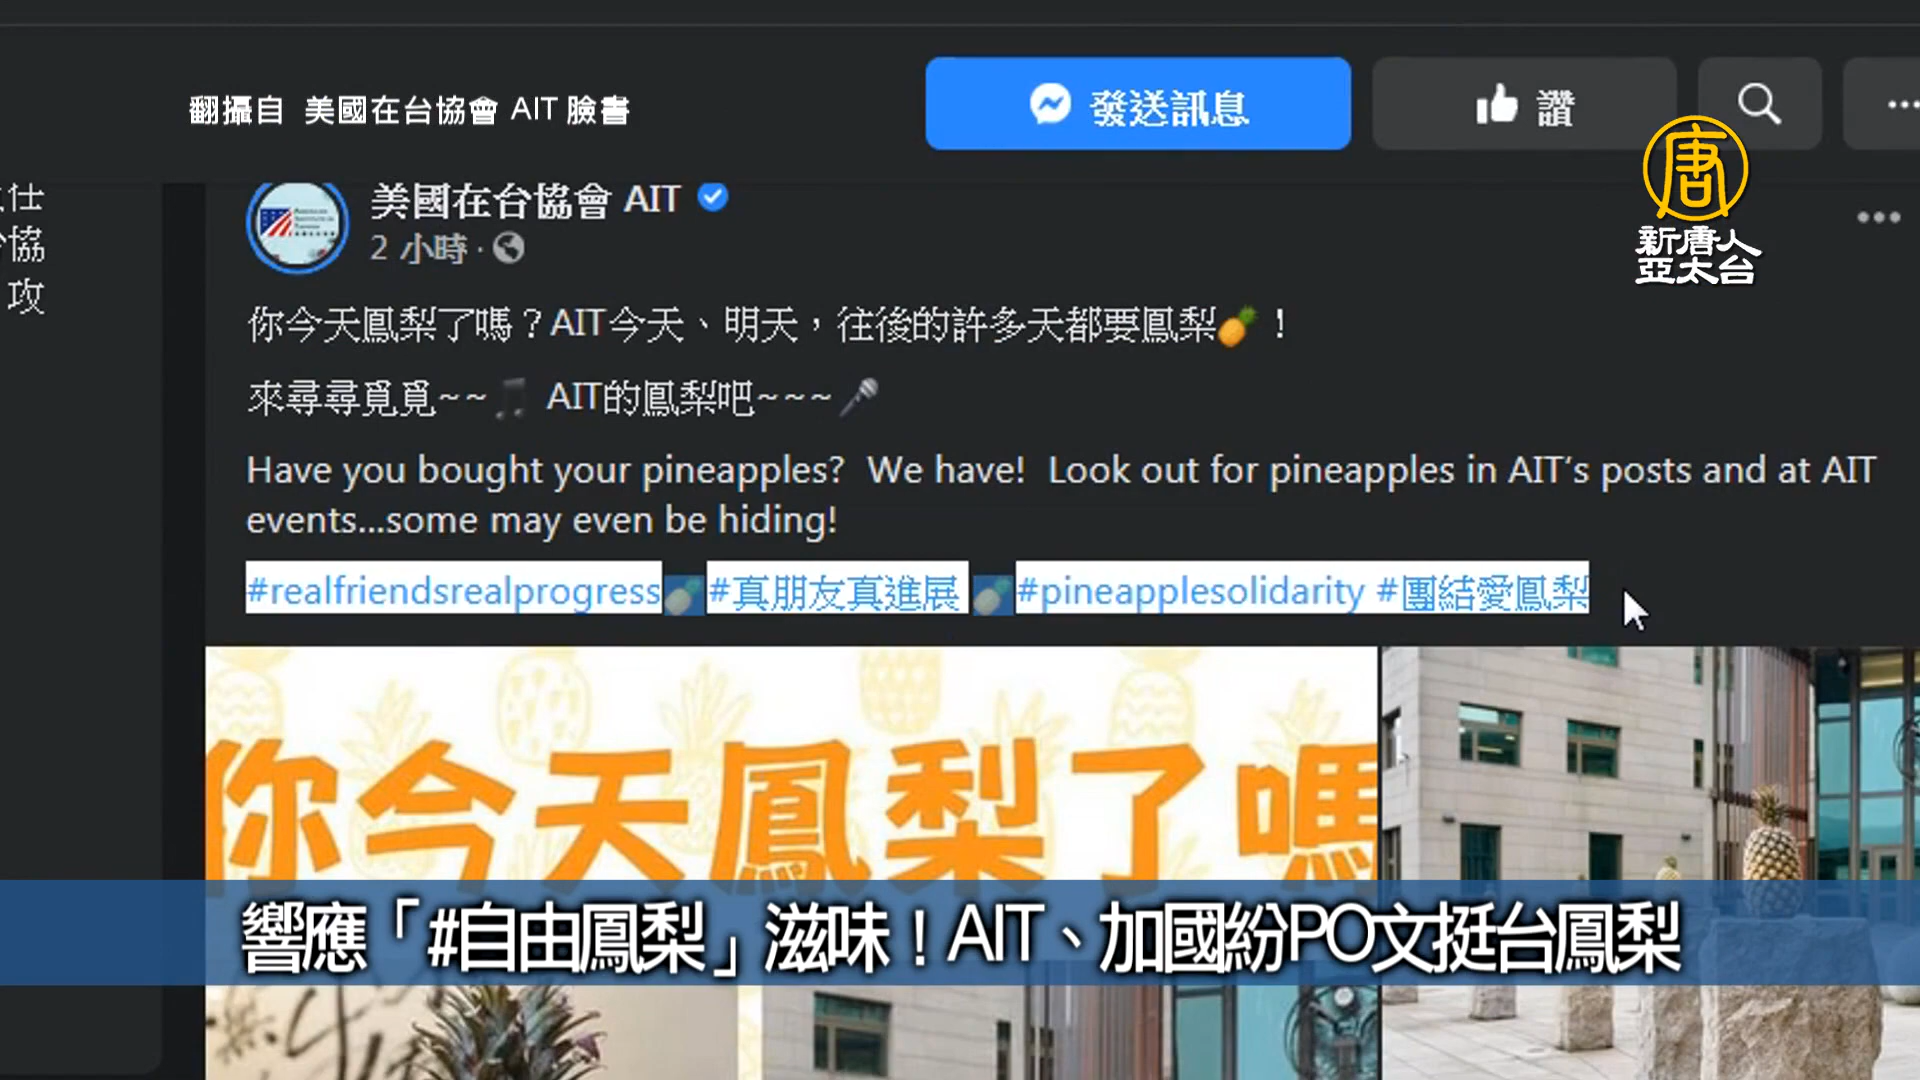 翻攝自 美國在台協會 AIT 臉書
發送訊息
讚
唐
新唐人
亞太台
仕
協
攻
美國在台協會 AIT
2 小時 ·
你今天鳳梨了嗎？AIT今天、明天，往後的許多天都要鳳梨🍍！
來尋尋覓覓~~🎵 AIT的鳳梨吧~~~🎤
Have you bought your pineapples?  We have!  Look out for pineapples in AIT's posts and at AIT
events...some may even be hiding!
#realfriendsrealprogress🍍#真朋友真進展 🍍#pineapplesolidarity #團結愛鳳梨
你今天鳳梨了嗎
響應「#自由鳳梨」滋味！AIT、加國紛PO文挺台鳳梨